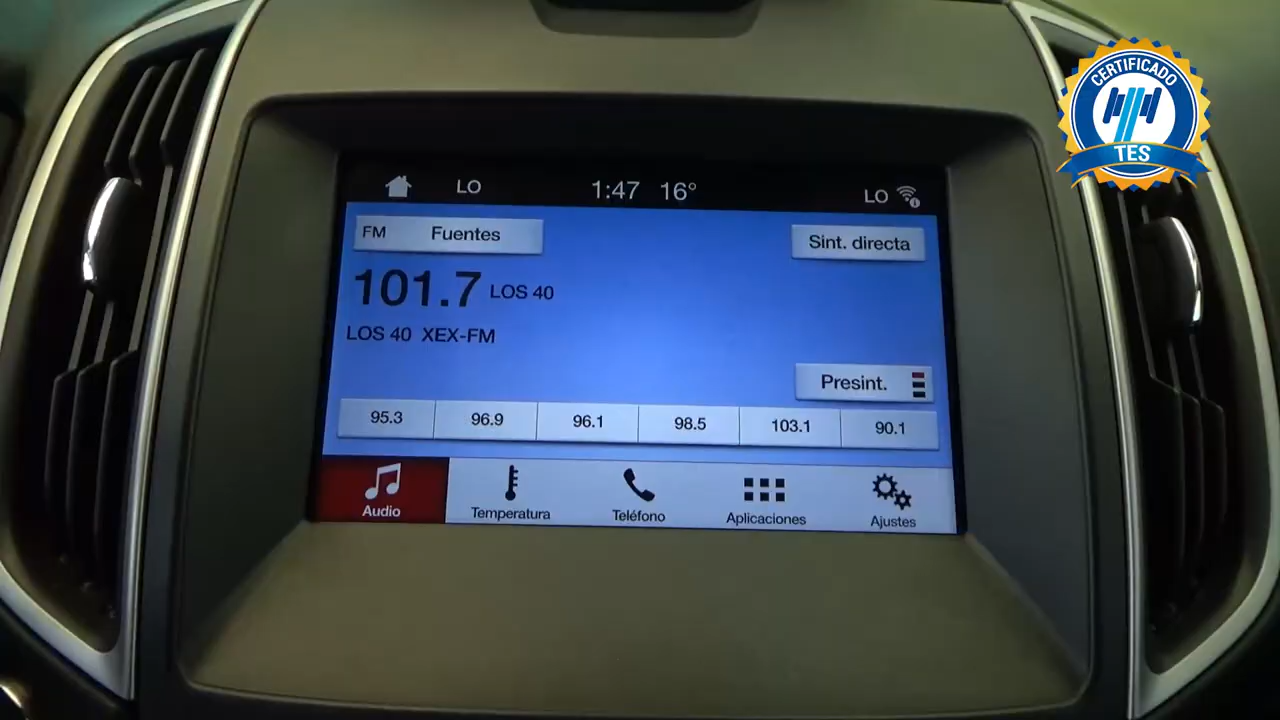 CERTIFICADO
TES
LO 1:47 16° LO
FM Fuentes Sint. directa
101.7 LOS 40
LOS 40 XEX-FM
Presint.
95.3 96.9 96.1 98.5 103.1 90.1
Audio Temperatura Teléfono Aplicaciones Ajustes